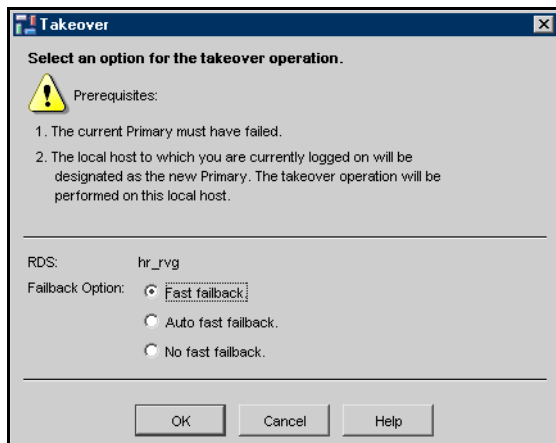 Takeover
Select an option for the takeover operation.
Prerequisites:
1. The current Primary must have failed.
2. The local host to which you are currently logged on will be
designated as the new Primary. The takeover operation will be
performed on this local host.
RDS: hr_rvg
Failback Option: Fast failback.
Auto fast failback.
No fast failback.
OK Cancel Help